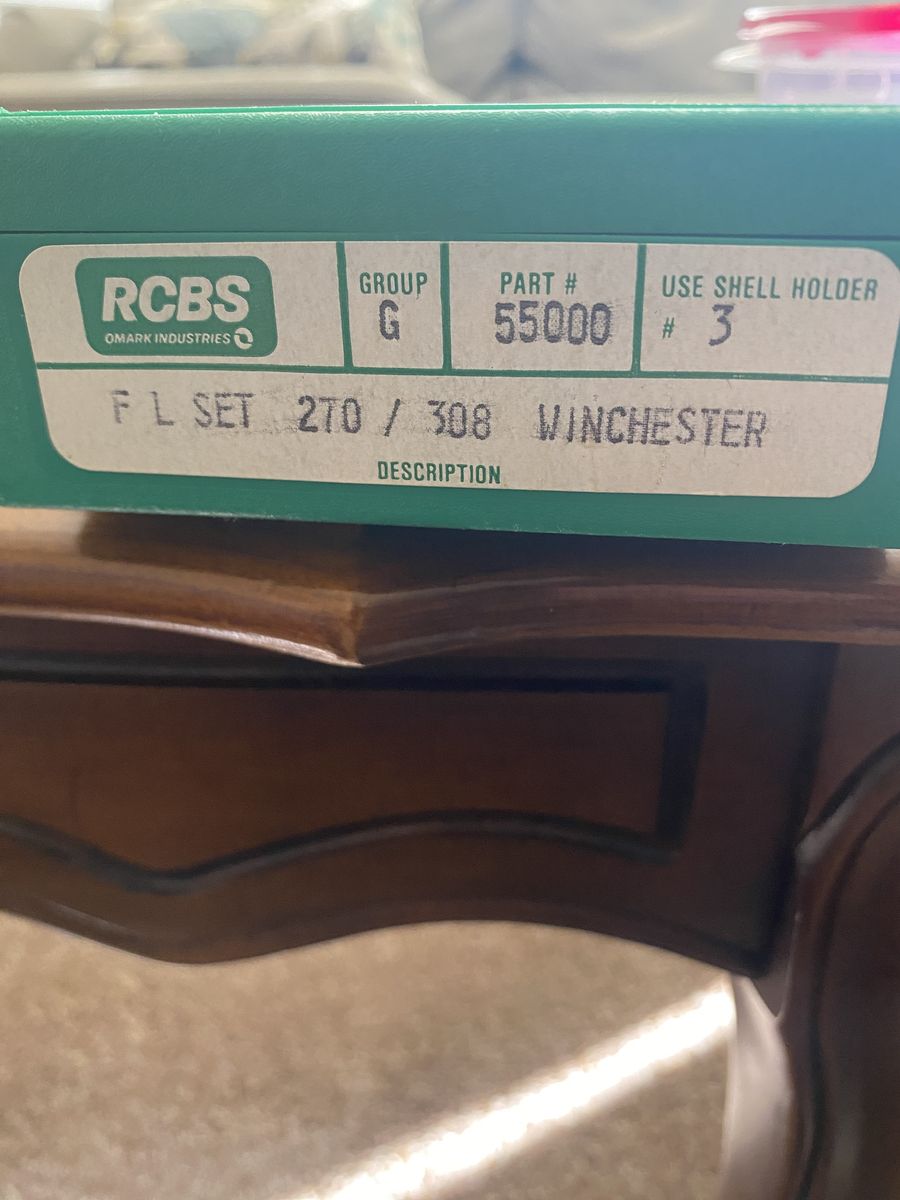 RCBS
OMARK INDUSTRIES
GROUP
G
PART #
55000
USE SHELL HOLDER
# 3
F L SET 270 / 308 WINCHESTER
DESCRIPTION